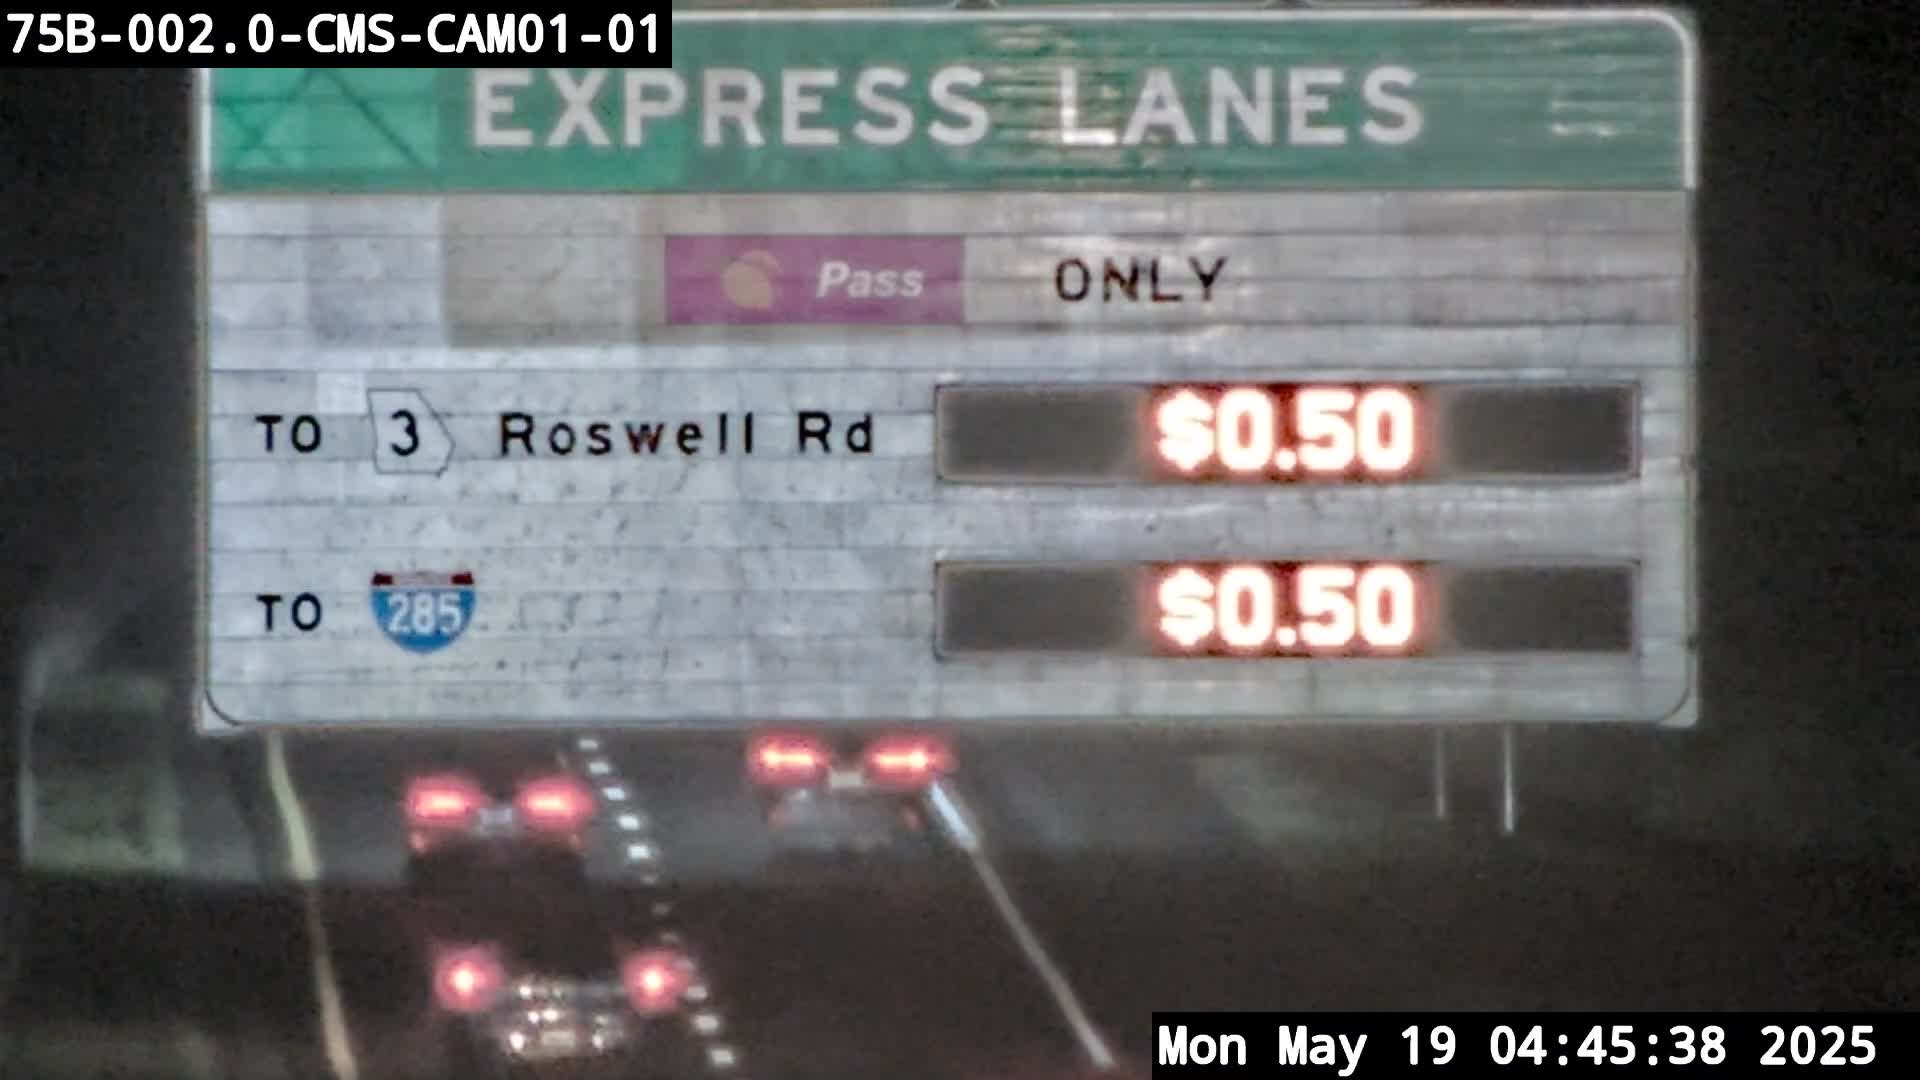 75B-002.0-CMS-CAM01-01
EXPRESS LANES
Pass ONLY
TO 3 Roswell Rd $0.50
TO 285 $0.50
Mon May 19 04:45:38 2025